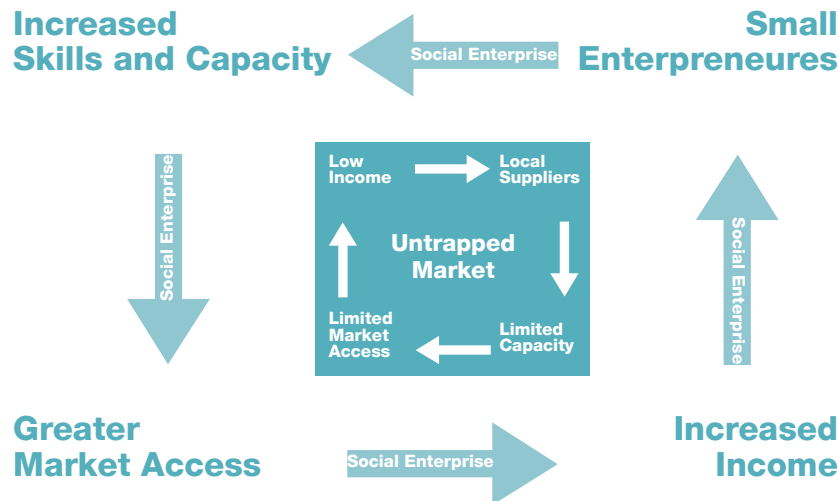 Increased
Skills and Capacity
Social Enterprise
Small
Enterpreneures
Social Enterprise
Low
Income
Local
Suppliers
Untrapped
Market
Limited
Market
Access
Limited
Capacity
Social Enterprise
Greater
Market Access
Social Enterprise
Increased
Income